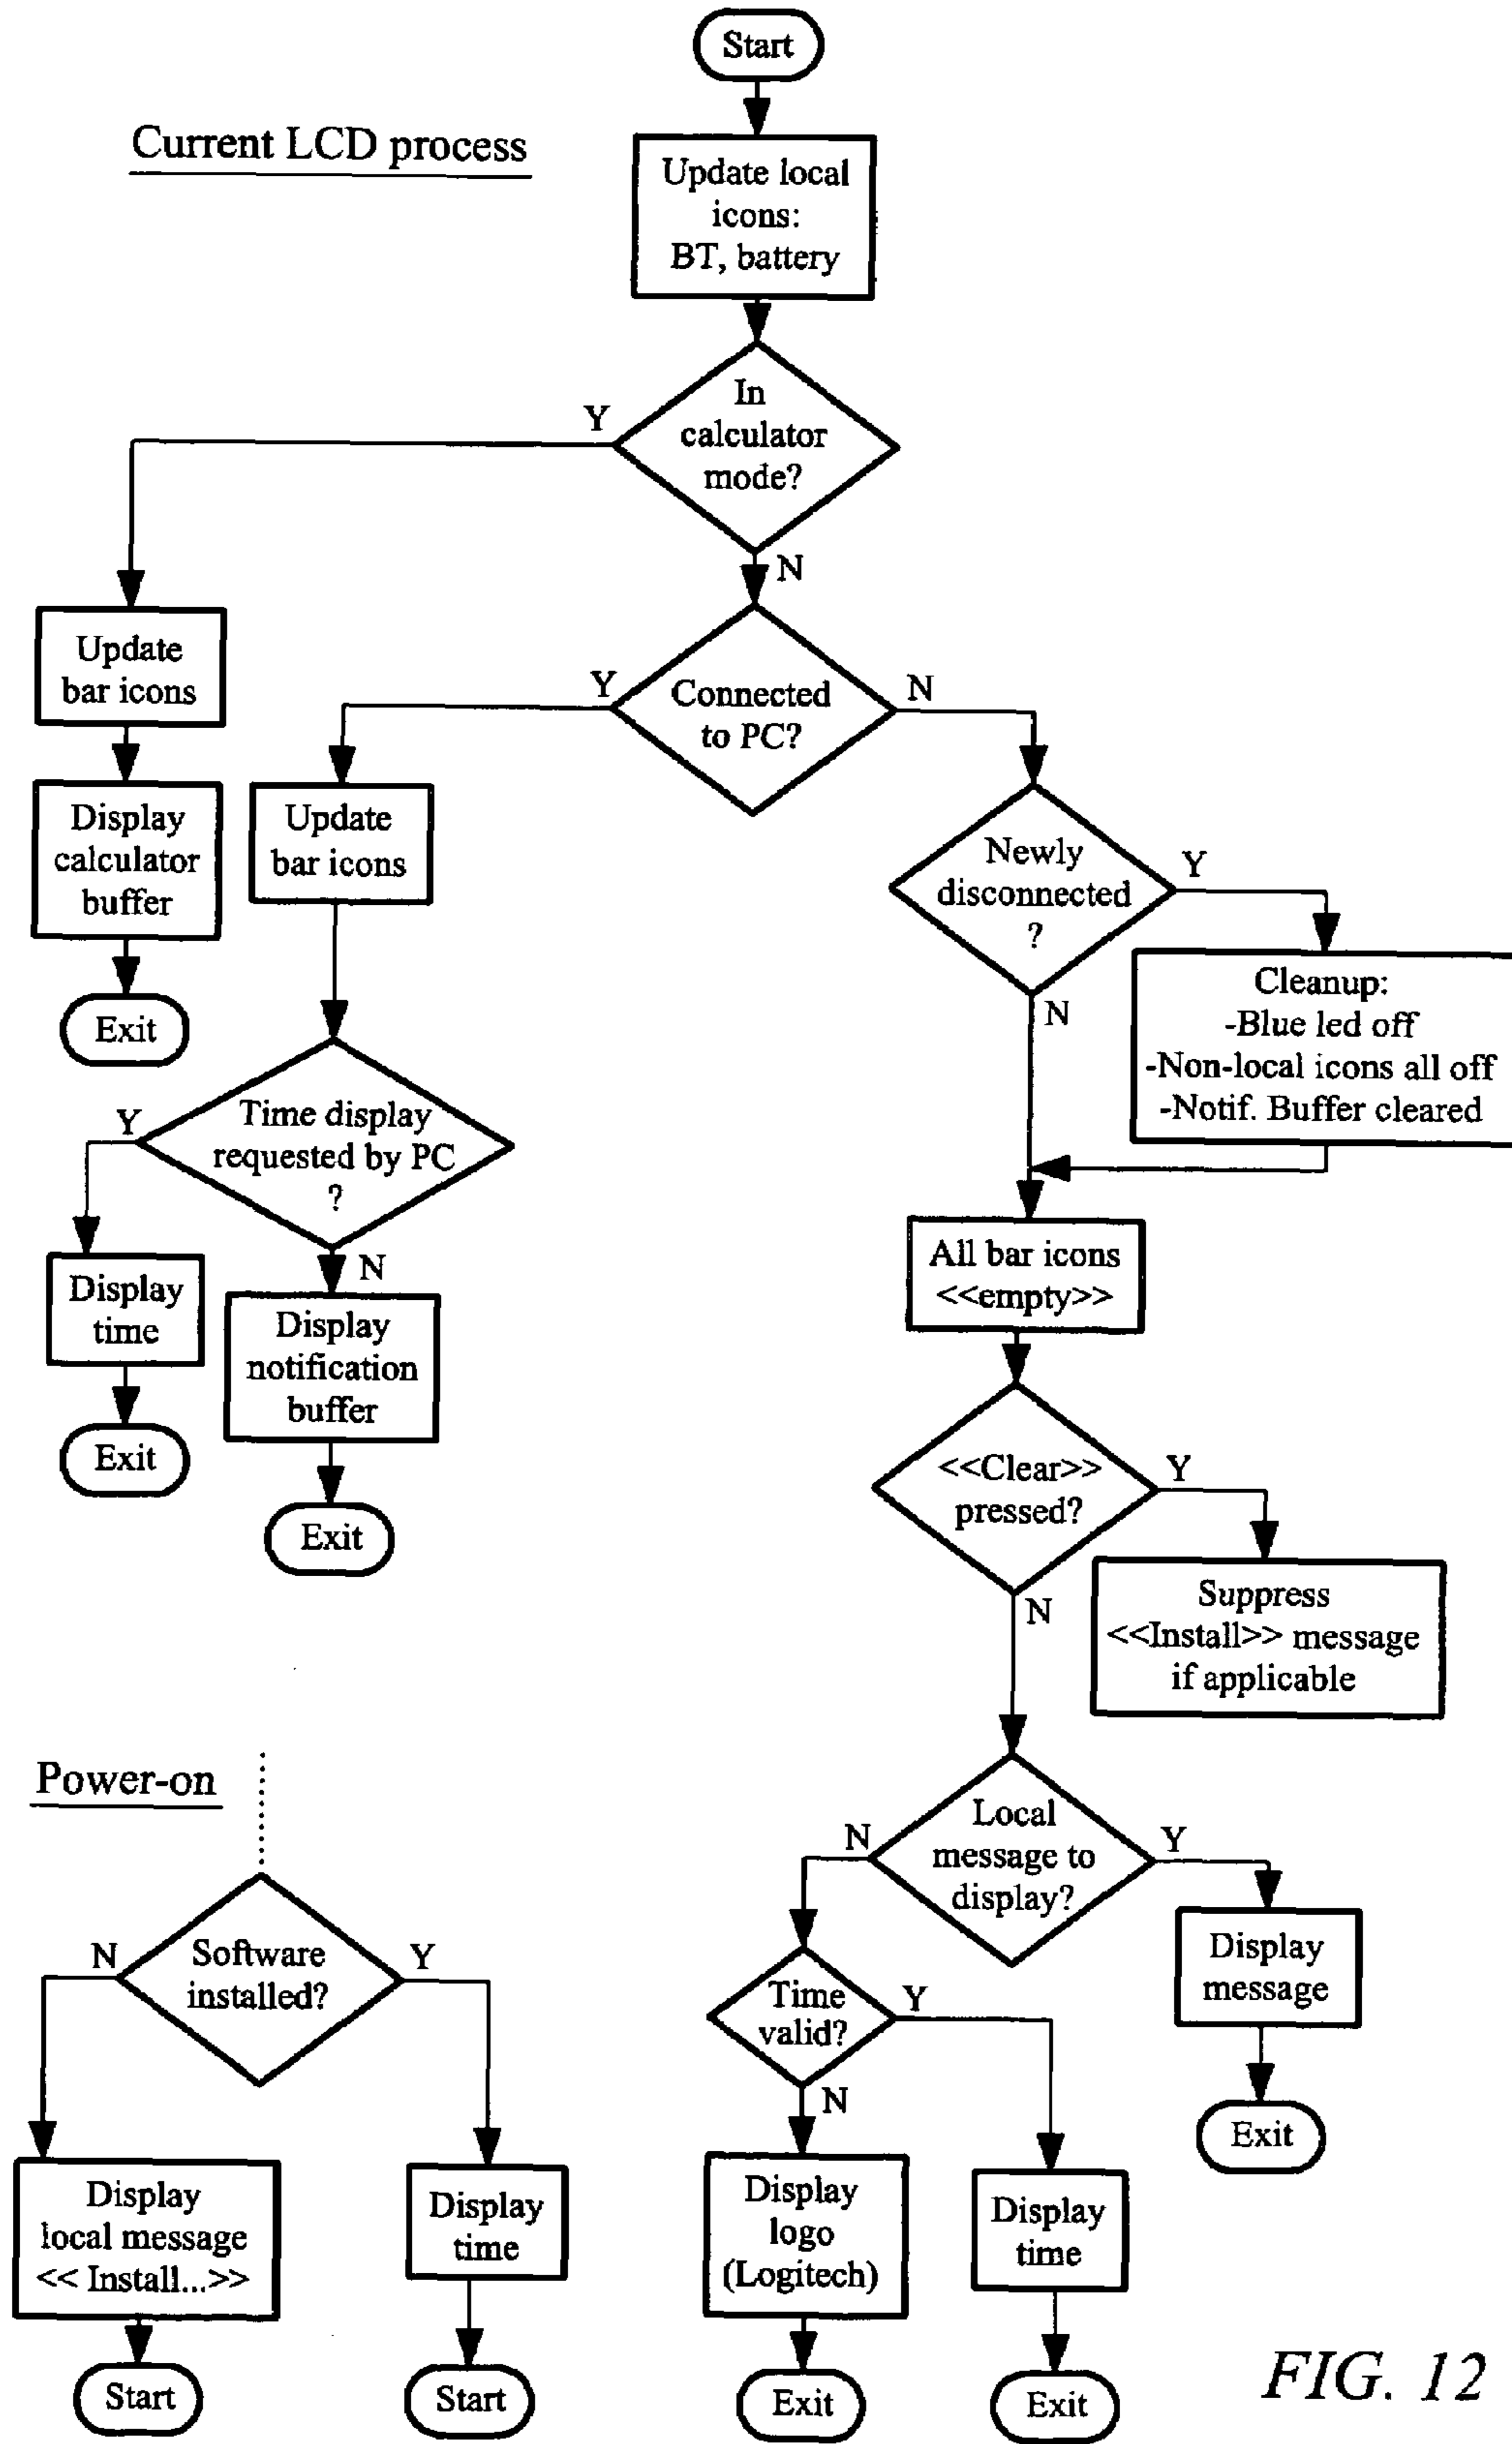 Start
Current LCD process
Update local
icons:
BT, battery
In
calculator
mode?
Y
N
Update
bar icons
Connected
to PC?
Y
N
Display
calculator
buffer
Update
bar icons
Newly
disconnected
?
Y
N
Cleanup:
-Blue led off
-Non-local icons all off
-Notif. Buffer cleared
Exit
Time display
requested by PC
?
Y
N
Display
time
Display
notification
buffer
All bar icons
<<empty>>
Exit
Exit
<<Clear>>
pressed?
Y
N
Suppress
<<Install>> message
if applicable
Power-on
Local
message to
display?
N
Y
Display
message
Exit
Software
installed?
N
Y
Time
valid?
Y
N
Display
local message
<< Install...>>
Display
time
Display
logo
(Logitech)
Display
time
Start
Start
Exit
Exit
FIG. 12